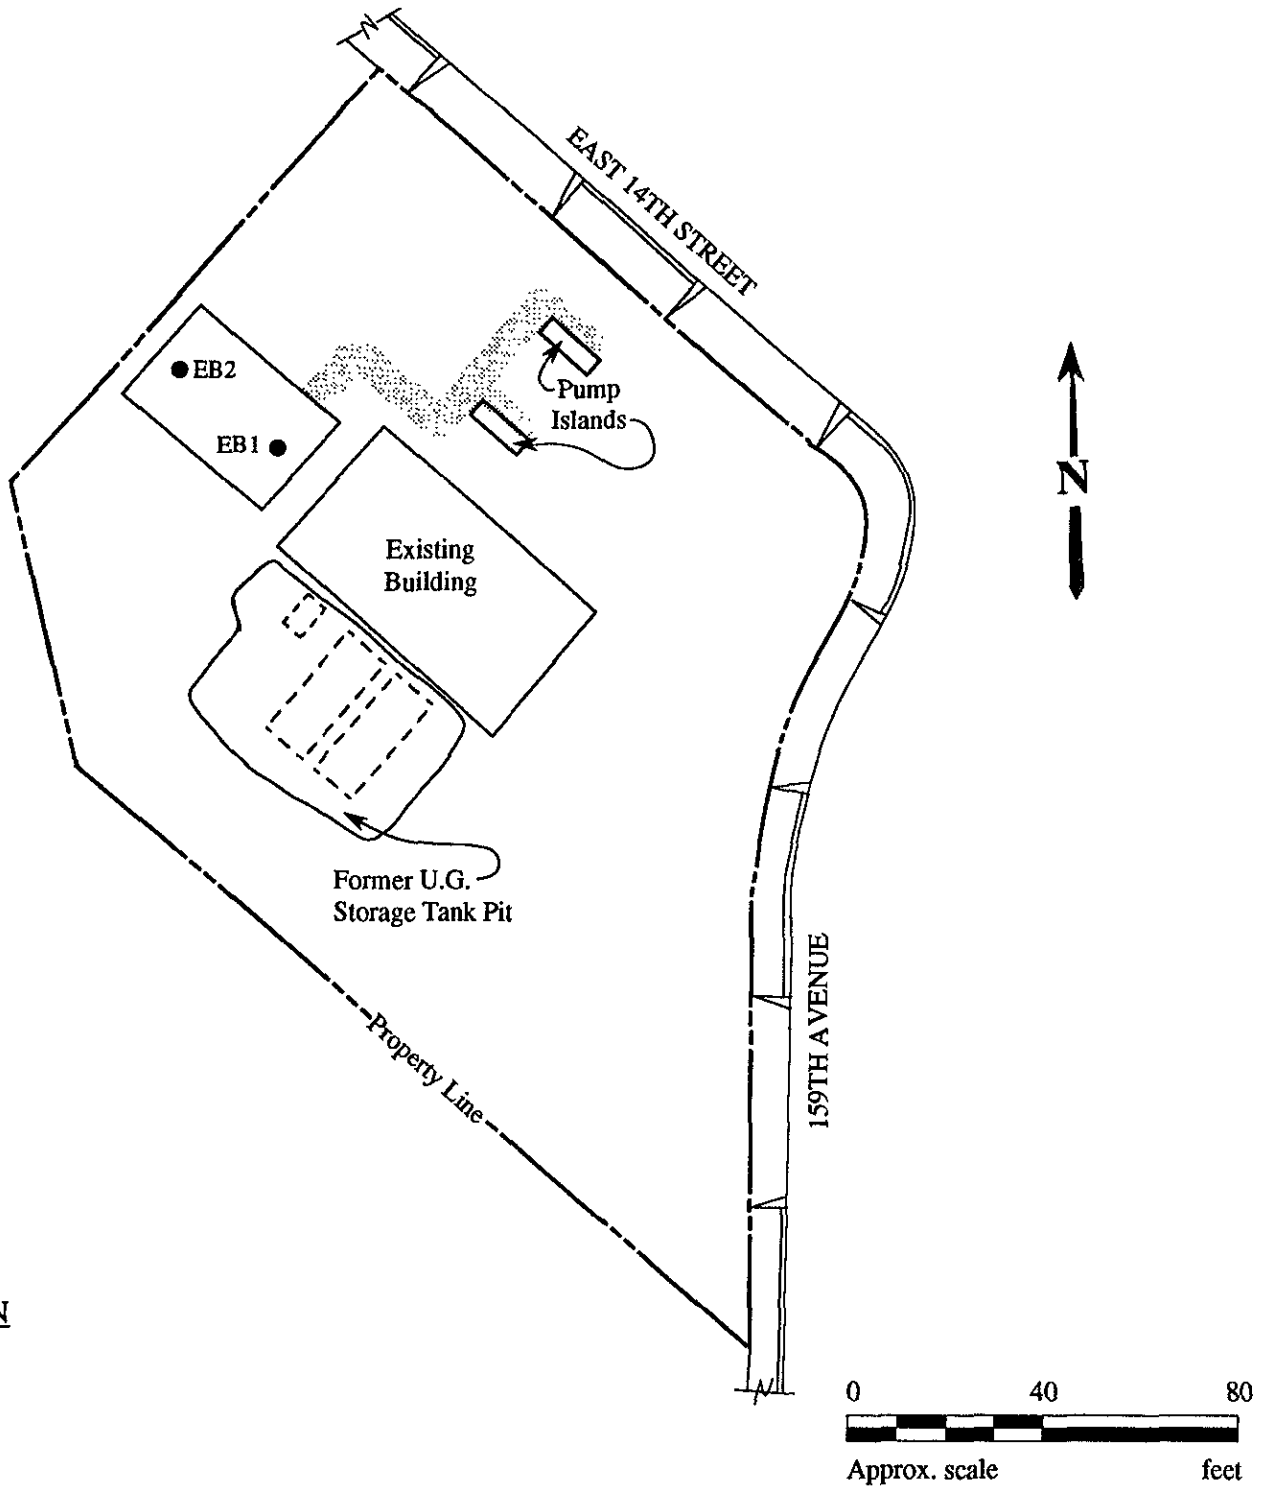 EAST 14TH STREET
EB2
EB1
Pump
Islands
N
Existing
Building
Former U.G.
Storage Tank Pit
159TH AVENUE
Property Line
N
0 40 80
Approx. scale feet